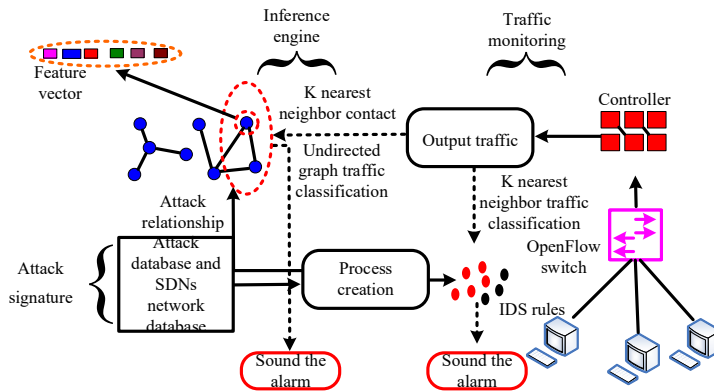 Inference
engine
Traffic
monitoring
Feature
vector
K nearest
neighbor contact
Controller
Output traffic
Undirected
graph traffic
classification
K nearest
neighbor traffic
classification
Attack
relationship
OpenFlow
switch
Attack
signature
Attack
database and
SDNs
network
database
Process
creation
IDS rules
Sound the
alarm
Sound the
alarm